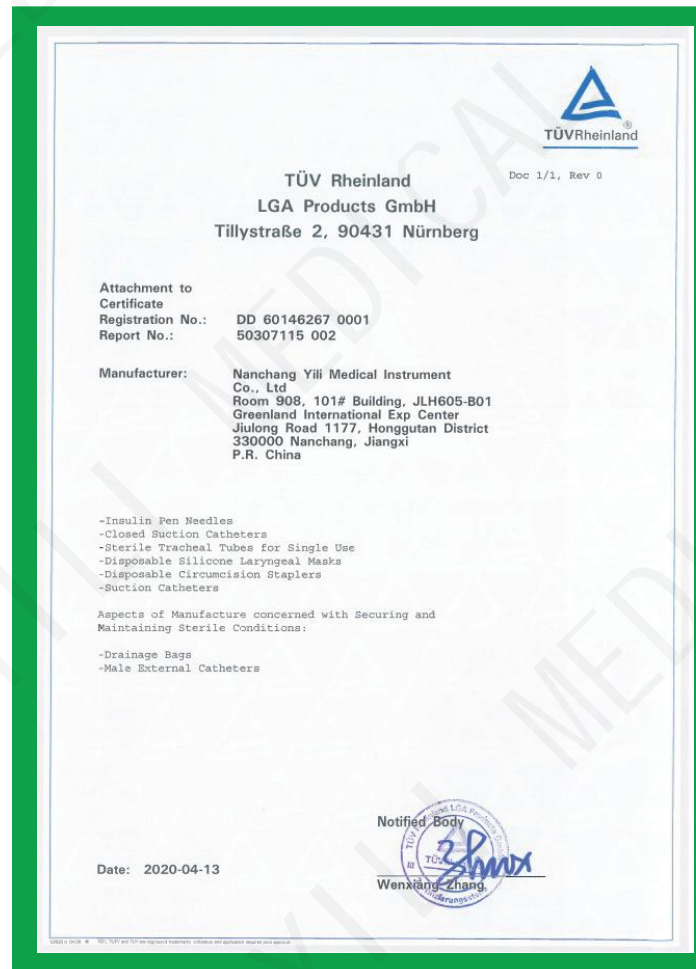 TÜVRheinland
®
Doc 1/1, Rev 0
TÜV Rheinland
LGA Products GmbH
Tillystraße 2, 90431 Nürnberg
Attachment to
Certificate
Registration No.: DD 60146267 0001
Report No.: 50307115 002
Manufacturer: Nanchang Yili Medical Instrument
Co., Ltd
Room 908, 101# Building, JLH605-B01
Greenland International Exp Center
Jiulong Road 1177, Honggutan District
330000 Nanchang, Jiangxi
P.R. China
-Insulin Pen Needles
-Closed Suction Catheters
-Sterile Tracheal Tubes for Single Use
-Disposable Silicone Laryngeal Masks
-Disposable Circumcision Staplers
-Suction Catheters
Aspects of Manufacture concerned with Securing and
Maintaining Sterile Conditions:
-Drainage Bags
-Male External Catheters
Notified Body
Date: 2020-04-13
Wenxiang Zhang
YILI MEDICAL